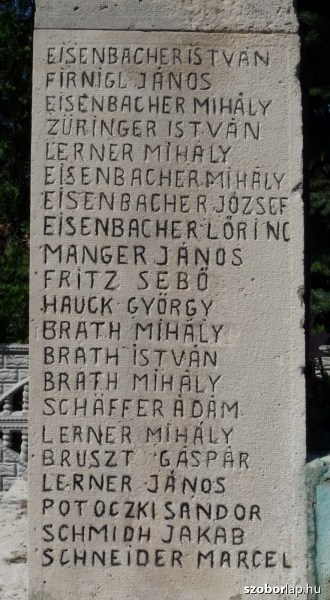 EISENBACHER ISTVÁN
FIRNIGL JÁNOS
EISENBACHER MIHÁLY
ZÜRINGER ISTVÁN
LERNER MIHÁLY
EISENBACHER MIHÁLY
EISENBACHER JÓZSEF
EISENBACHER LŐRINC
MANGER JÁNOS
FRITZ SEBŐ
HAUCK GYÖRGY
BRATH MIHÁLY
BRATH ISTVÁN
BRATH MIHÁLY
SCHÄFFER ÁDÁM
LERNER MIHÁLY
BRUSZT GÁSPÁR
LERNER JÁNOS
POTOCZKI SÁNDOR
SCHMIDH JAKAB
SCHNEIDER MARCEL
szoborlap.hu